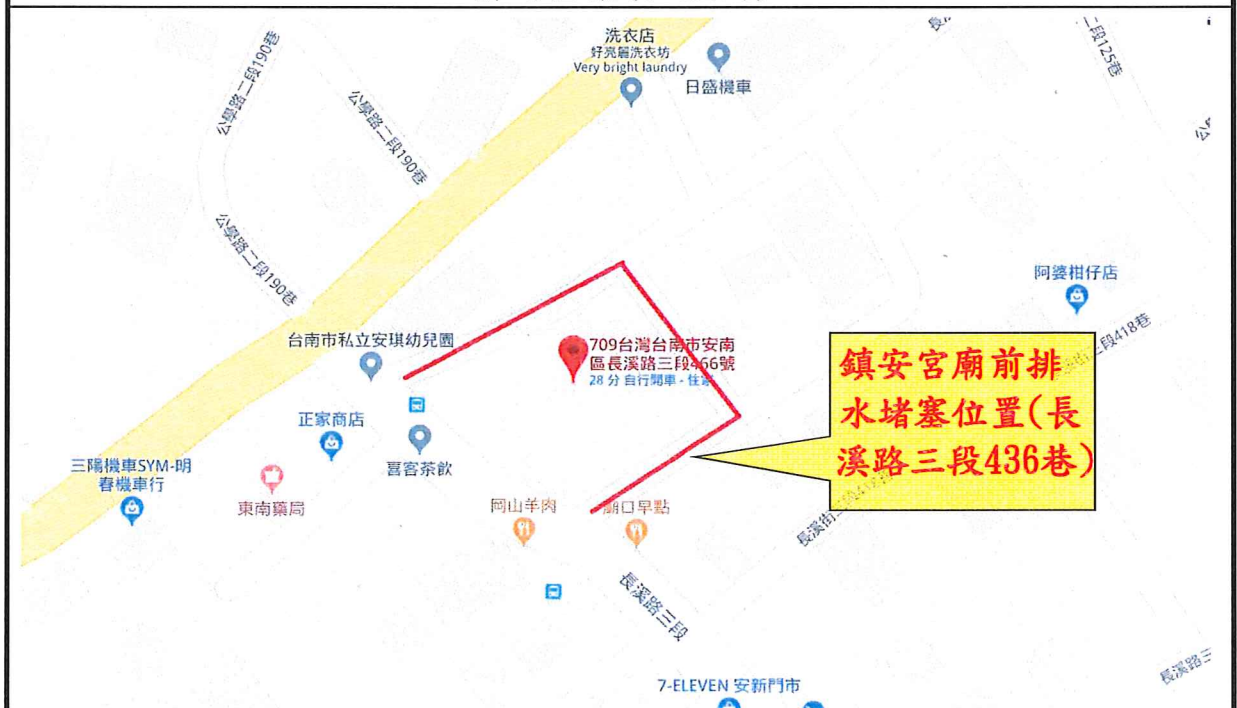 洗衣店
好亮麗洗衣坊
Very bright laundry
日盛機車
公學路二段190巷
公學路二段190巷
公學路二段190巷
二段125巷
阿婆柑仔店
台南市私立安琪幼兒園
709台灣台南市安南
區長溪路三段466號
28 分 自行開車 - 住家
鎮安宮廟前排
水堵塞位置(長
溪路三段436巷)
三段418巷
正家商店
喜客茶飲
三陽機車SYM-明
春機車行
東南藥局
岡山羊肉
廟口早點
長溪街
長溪路三段
長溪路三
7-ELEVEN 安新門市